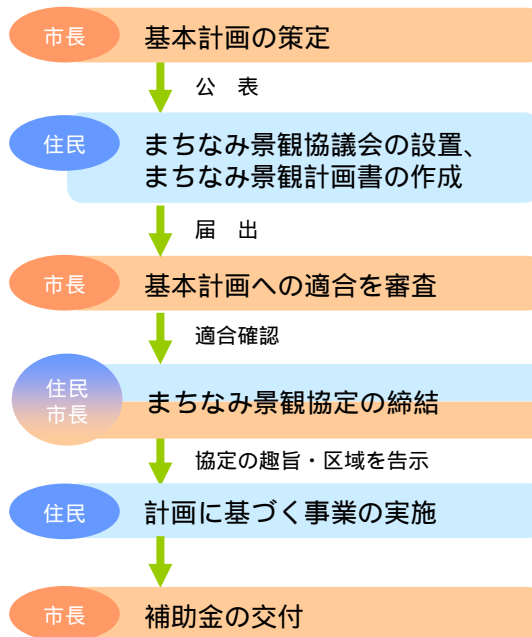 市長 基本計画の策定
公 表
住民 まちなみ景観協議会の設置、
まちなみ景観計画書の作成
届 出
市長 基本計画への適合を審査
適合確認
住民
市長 まちなみ景観協定の締結
協定の趣旨・区域を告示
住民 計画に基づく事業の実施
市長 補助金の交付